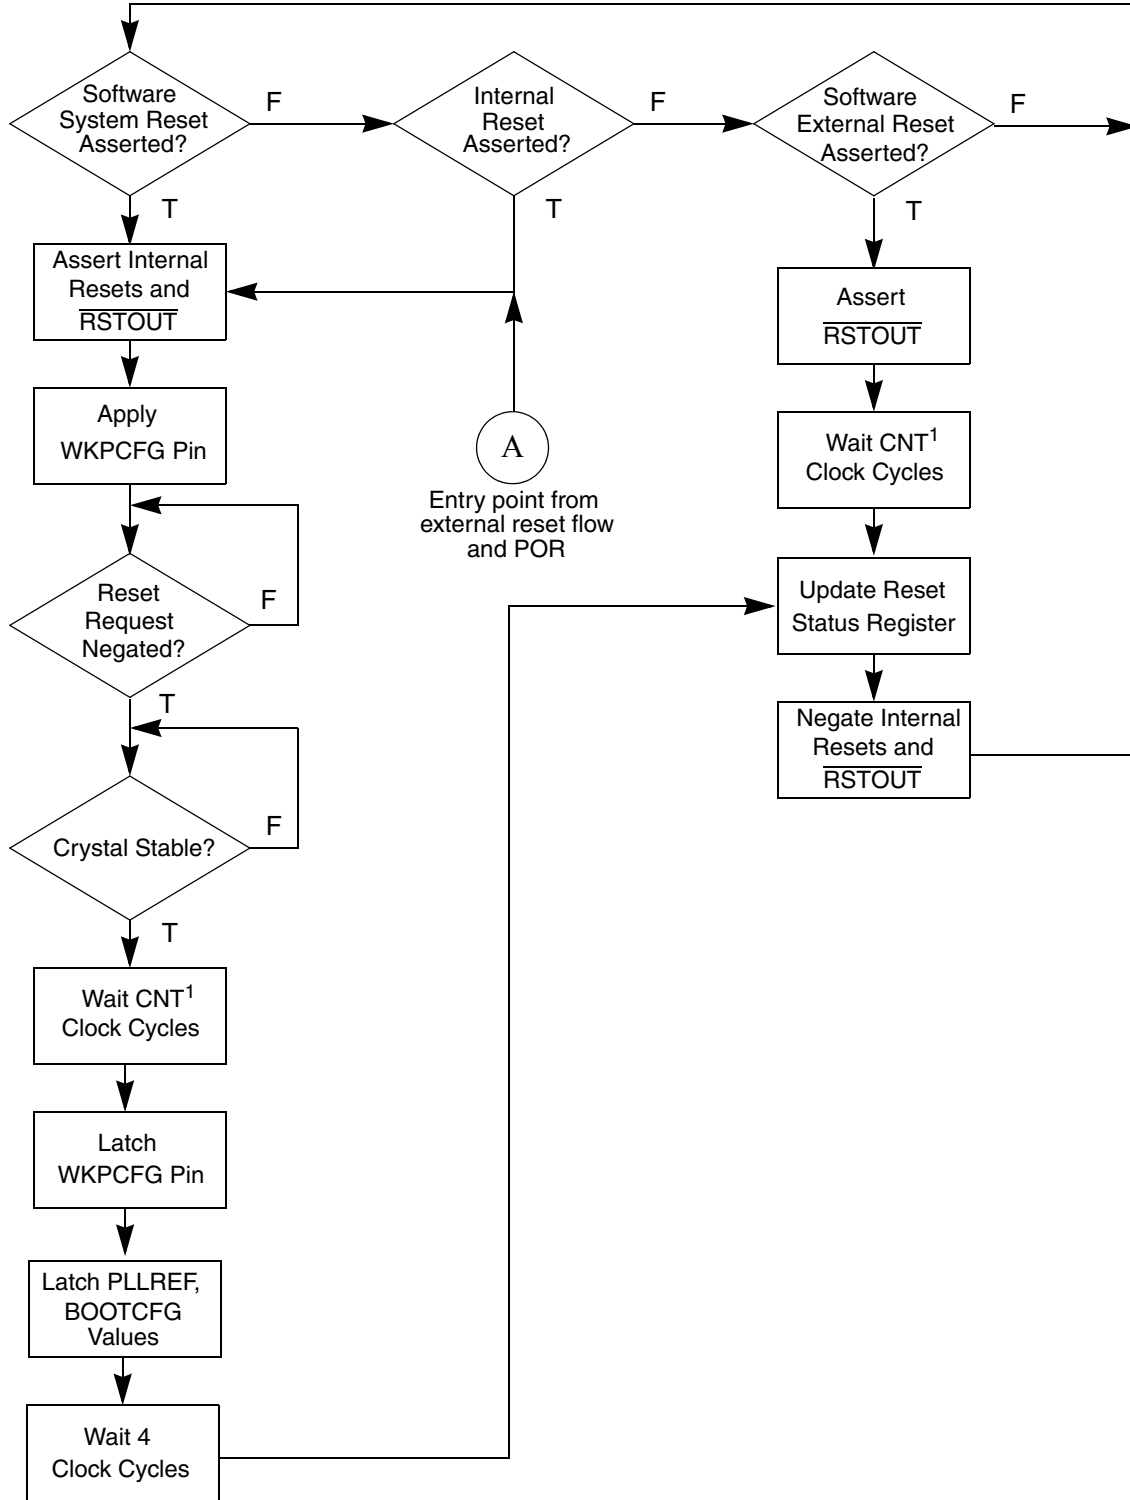 Software
System Reset
Asserted?
F
T
Internal
Reset
Asserted?
F
T
Software
External Reset
Asserted?
F
T
Assert Internal
Resets and
RSTOUT
Apply
WKPCFG Pin
A
Entry point from
external reset flow
and POR
Assert
RSTOUT
Wait CNT1
Clock Cycles
Update Reset
Status Register
Negate Internal
Resets and
RSTOUT
Reset
Request
Negated?
F
T
Crystal Stable?
F
T
Wait CNT1
Clock Cycles
Latch
WKPCFG Pin
Latch PLLREF,
BOOTCFG
Values
Wait 4
Clock Cycles